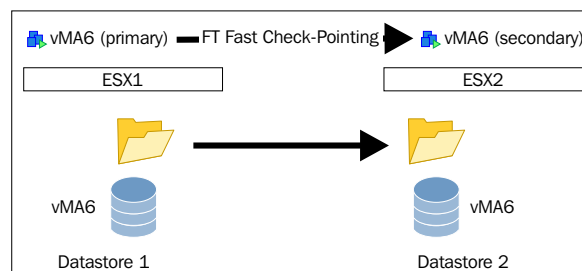 vMA6 (primary) FT Fast Check-Pointing vMA6 (secondary)
ESX1 ESX2
vMA6 vMA6
Datastore 1 Datastore 2